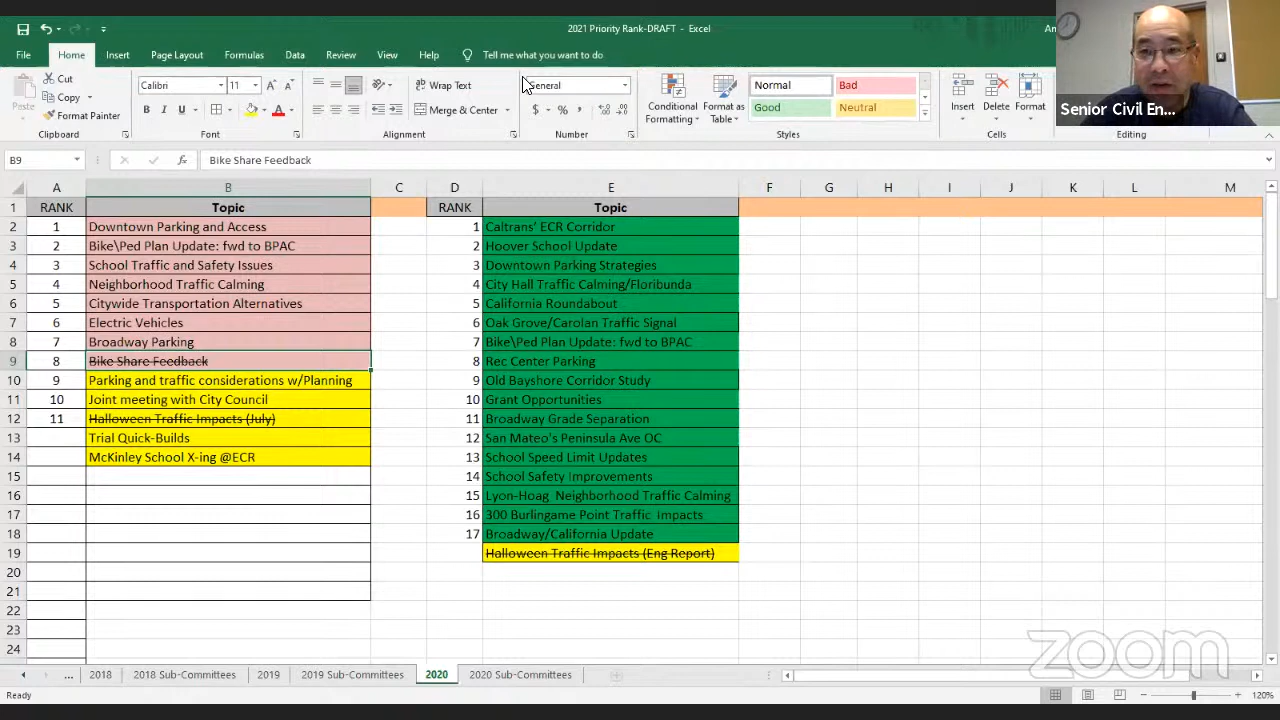 2021 Priority Rank-DRAFT - Excel
File Home Insert Page Layout Formulas Data Review View Help Tell me what you want to do
Cut
Copy
Format Painter
Paste
Clipboard
Calibri 11
B I U
Font
Wrap Text
Merge & Center
Alignment
General
$ % ,
Number
Conditional Formatting
Format as Table
Normal Bad
Good Neutral
Styles
Insert Delete Format
Cells
Editing
Senior Civil En...
B9 fx Bike Share Feedback
A B C D E F G H I J K L M
1 RANK Topic RANK Topic
2 1 Downtown Parking and Access 1 Caltrans' ECR Corridor
3 2 Bike\Ped Plan Update: fwd to BPAC 2 Hoover School Update
4 3 School Traffic and Safety Issues 3 Downtown Parking Strategies
5 4 Neighborhood Traffic Calming 4 City Hall Traffic Calming/Floribunda
6 5 Citywide Transportation Alternatives 5 California Roundabout
7 6 Electric Vehicles 6 Oak Grove/Carolan Traffic Signal
8 7 Broadway Parking 7 Bike\Ped Plan Update: fwd to BPAC
9 8 Bike Share Feedback 8 Rec Center Parking
10 9 Parking and traffic considerations w/Planning 9 Old Bayshore Corridor Study
11 10 Joint meeting with City Council 10 Grant Opportunities
12 11 Halloween Traffic Impacts (July) 11 Broadway Grade Separation
13 Trial Quick-Builds 12 San Mateo's Peninsula Ave OC
14 McKinley School X-ing @ECR 13 School Speed Limit Updates
15 14 School Safety Improvements
16 15 Lyon-Hoag Neighborhood Traffic Calming
17 16 300 Burlingame Point Traffic Impacts
18 17 Broadway/California Update
19 Halloween Traffic Impacts (Eng Report)
20
21
22
23
24
zoom
... 2018 2018 Sub-Committees 2019 2019 Sub-Committees 2020 2020 Sub-Committees
Ready 120%